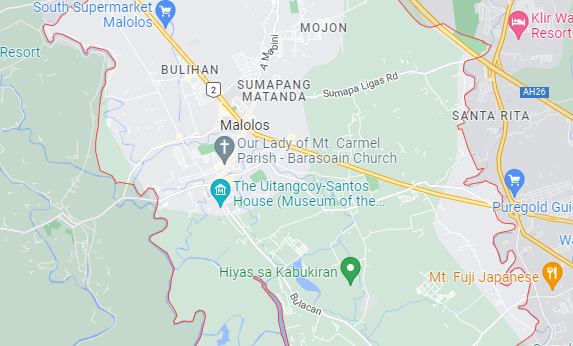 South Supermarket
Malolos
MOJON
Klir Wa
Resort
Resort
A Mabini
BULIHAN
2
SUMAPANG
MATANDA
Sumapa Ligas Rd
AH26
SANTA RITA
Malolos
Our Lady of Mt. Carmel
Parish - Barasoain Church
The Uitangcoy-Santos
House (Museum of the...
Puregold Gui
Wa
Hiyas sa Kabukiran
Mt. Fuji Japanese
Bulacan